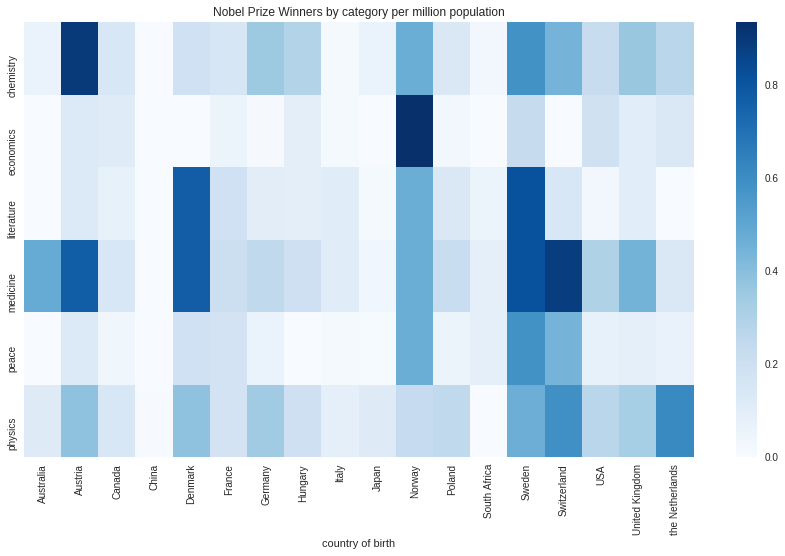 Nobel Prize Winners by category per million population
chemistry
economics
literature
medicine
peace
physics
0.8
0.6
0.4
0.2
0.0
Australia
Austria
Canada
China
Denmark
France
Germany
Hungary
Italy
Japan
Norway
Poland
South Africa
Sweden
Switzerland
USA
United Kingdom
the Netherlands
country of birth